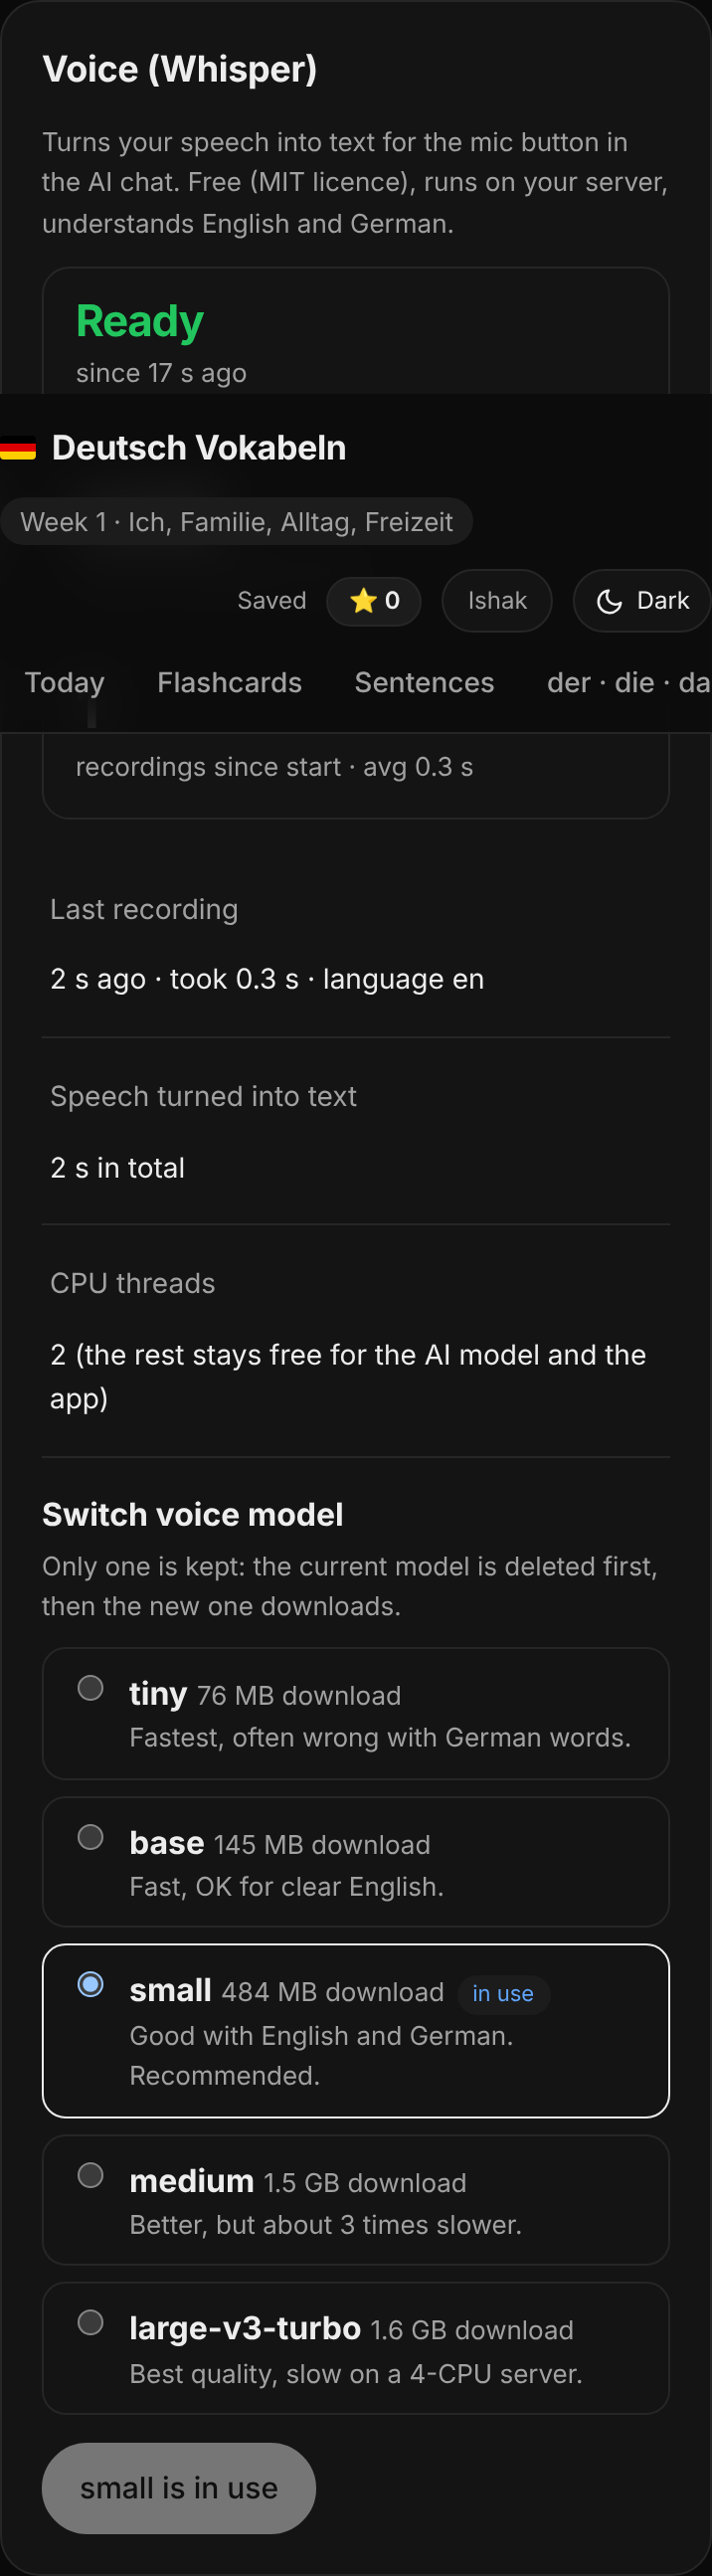 Voice (Whisper)
Turns your speech into text for the mic button in
the AI chat. Free (MIT licence), runs on your server,
understands English and German.
Ready
since 17 s ago
Deutsch Vokabeln
Week 1 · Ich, Familie, Alltag, Freizeit
Saved ⭐ 0 Ishak Dark
Today Flashcards Sentences der · die · da
recordings since start · avg 0.3 s
Last recording
2 s ago · took 0.3 s · language en
Speech turned into text
2 s in total
CPU threads
2 (the rest stays free for the AI model and the
app)
Switch voice model
Only one is kept: the current model is deleted first,
then the new one downloads.
tiny 76 MB download
Fastest, often wrong with German words.
base 145 MB download
Fast, OK for clear English.
small 484 MB download in use
Good with English and German.
Recommended.
medium 1.5 GB download
Better, but about 3 times slower.
large-v3-turbo 1.6 GB download
Best quality, slow on a 4-CPU server.
small is in use